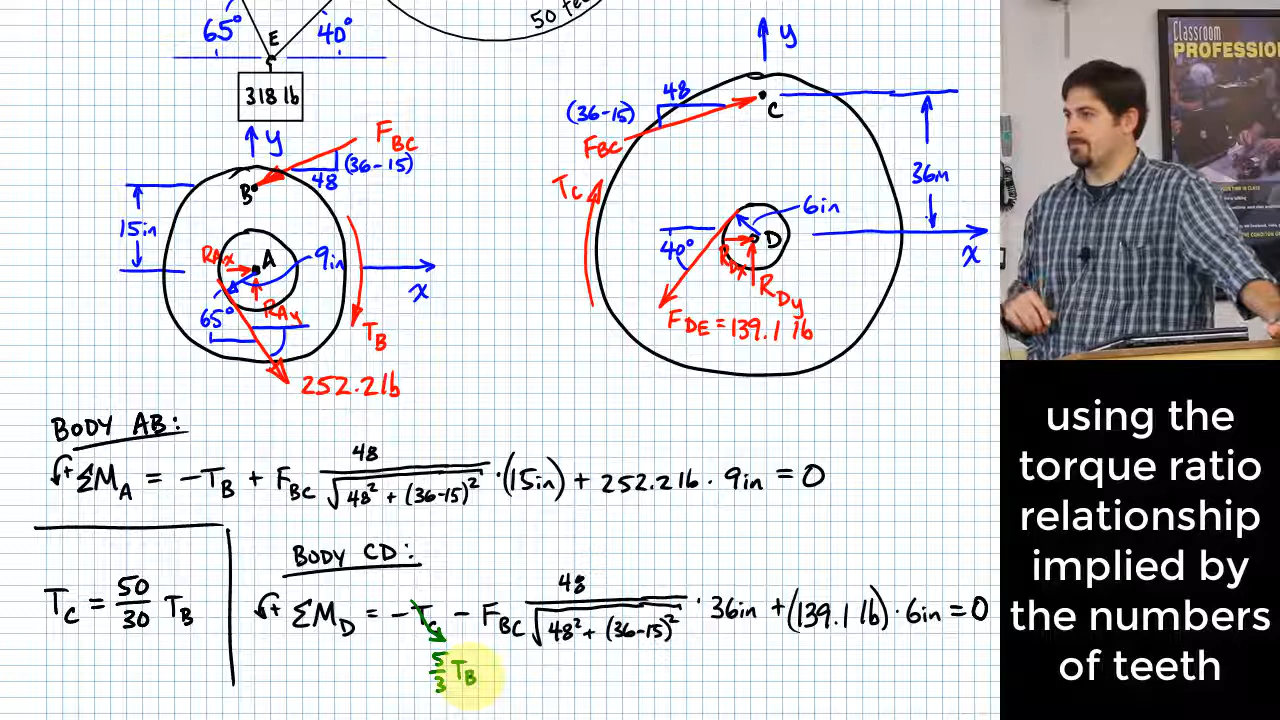 50 
65°
40°
E
318 lb
y
F_BC
(36-15)
48
B
15in
A
9in
R_Ax
R_Ay
65°
x
T_B
252.2 lb
y
48
(36-15)
F_BC
C
T_C
36in
6in
40°
D
R_Dx
R_Dy
x
F_DE = 139.1 lb
BODY AB:
+ ΣM_A = -T_B + F_BC 48/√(48² + (36-15)²) · (15in) + 252.2 lb · 9in = 0
T_C = 50/30 T_B
BODY CD:
+ ΣM_D = -T_C - F_BC 48/√(48² + (36-15)²) · 36in + (139.1 lb) · 6in = 0
5/3 T_B
Classroom
PROFESSION
using the
torque ratio
relationship
implied by
the numbers
of teeth